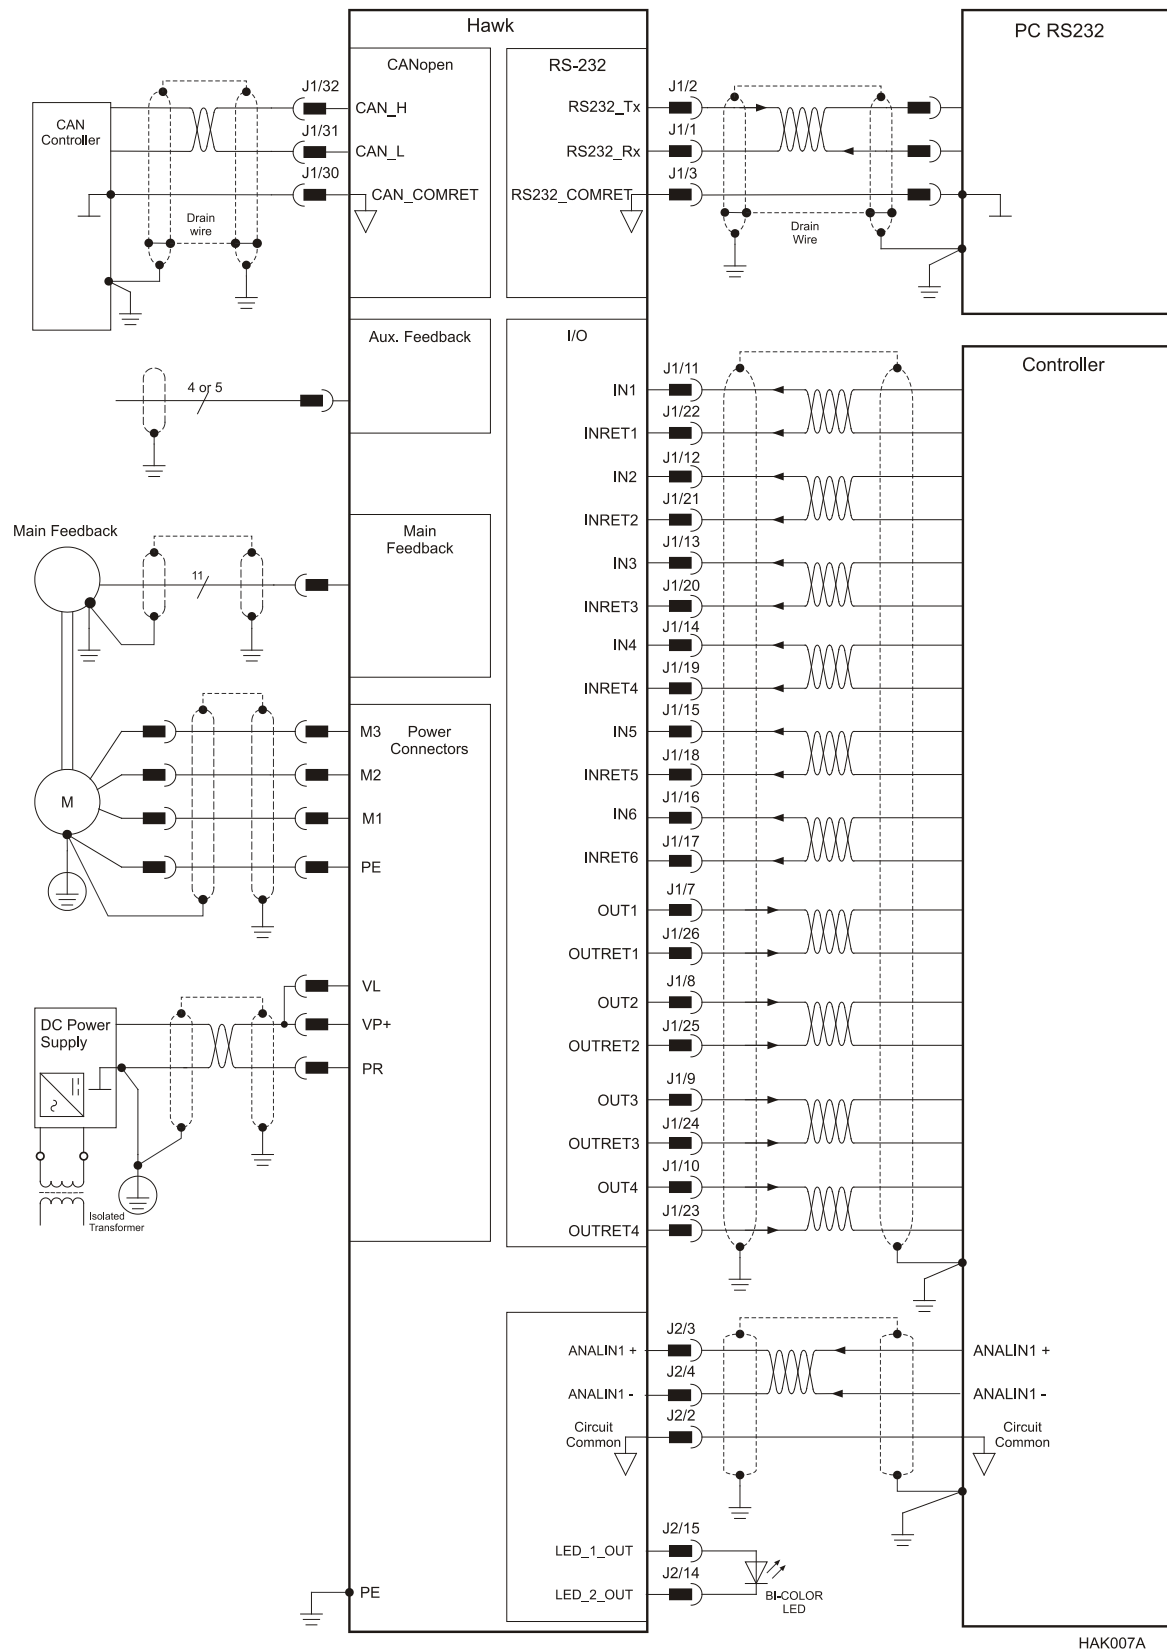 Hawk
PC RS232
CANopen
RS-232
CAN
Controller
J1/32
CAN_H
J1/31
CAN_L
J1/30
CAN_COMRET
Drain
wire
RS232_Tx
J1/2
RS232_Rx
J1/1
RS232_COMRET
J1/3
Drain
Wire
Aux. Feedback
4 or 5
Main Feedback
Main
Feedback
11
Power
Connectors
M3
M2
M1
PE
M
VL
VP+
PR
DC Power
Supply
Isolated
Transformer
PE
I/O
Controller
IN1
J1/11
INRET1
J1/22
IN2
J1/12
INRET2
J1/21
IN3
J1/13
INRET3
J1/20
IN4
J1/14
INRET4
J1/19
IN5
J1/15
INRET5
J1/18
IN6
J1/16
INRET6
J1/17
OUT1
J1/7
OUTRET1
J1/26
OUT2
J1/8
OUTRET2
J1/25
OUT3
J1/9
OUTRET3
J1/24
OUT4
J1/10
OUTRET4
J1/23
ANALIN1 +
J2/3
ANALIN1 +
ANALIN1 -
J2/4
ANALIN1 -
Circuit
Common
J2/2
Circuit
Common
LED_1_OUT
J2/15
LED_2_OUT
J2/14
BI-COLOR
LED
HAK007A